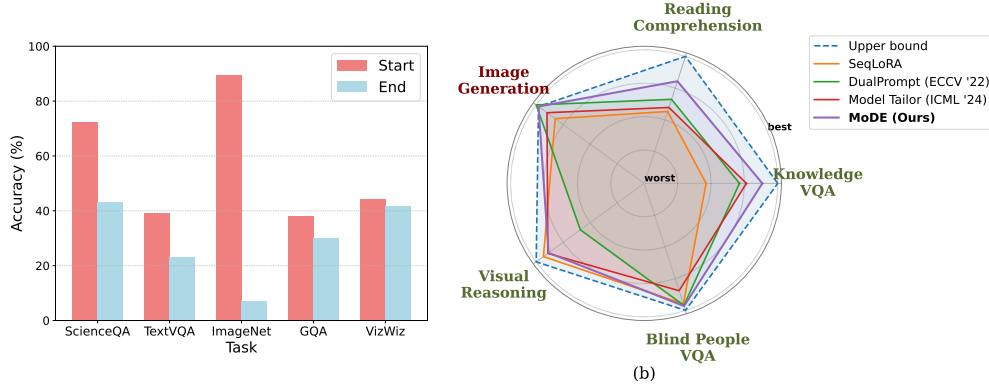 Accuracy (%)
100
80
60
40
20
0
Start
End
ScienceQA
TextVQA
ImageNet
GQA
VizWiz
Task
Reading
Comprehension
Image
Generation
best
worst
Knowledge
VQA
Visual
Reasoning
Blind People
VQA
Upper bound
SeqLoRA
DualPrompt (ECCV '22)
Model Tailor (ICML '24)
MoDE (Ours)
(b)